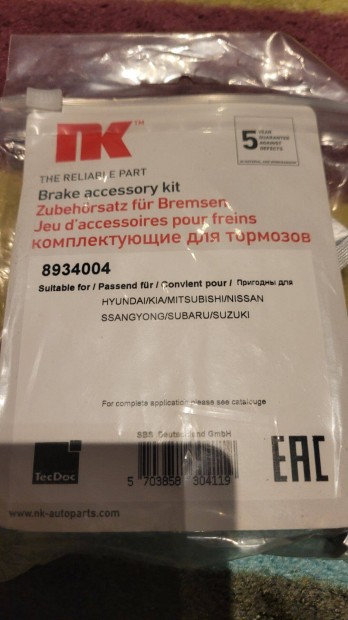 NK™
5 YEAR GUARANTEE AGAINST DEFECTS
THE RELIABLE PART
Brake accessory kit
Zubehörsatz für Bremsen
Jeu d'accessoires pour freins
комплектующие для тормозов
8934004
Suitable for / Passend für / Convient pour / Пригодны для
HYUNDAI/KIA/MITSUBISHI/NISSAN
SSANGYONG/SUBARU/SUZUKI
For complete application please see catalouge
SBS Deutschland GmbH
TecDoc
5 703858 304119
EAC
www.nk-autoparts.com